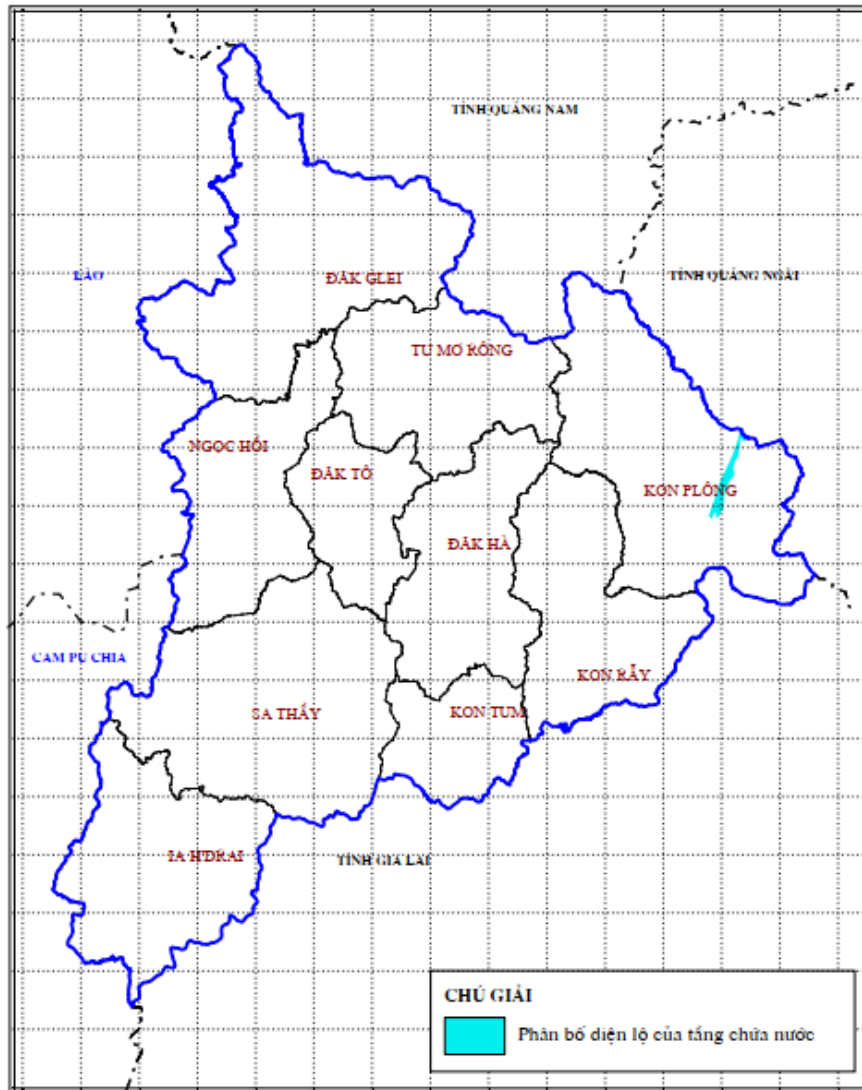 TỈNH QUẢNG NAM
LÀO
ĐĂK GLEI
TỈNH QUẢNG NGÃI
TU MƠ RÔNG
NGỌC HỒI
ĐĂK TÔ
KON PLÔNG
ĐĂK HÀ
CAM PU CHIA
KON RẪY
SA THẦY
KON TUM
IA H'DRAI
TỈNH GIA LAI
CHÚ GIẢI
Phân bố diện lộ của tầng chứa nước